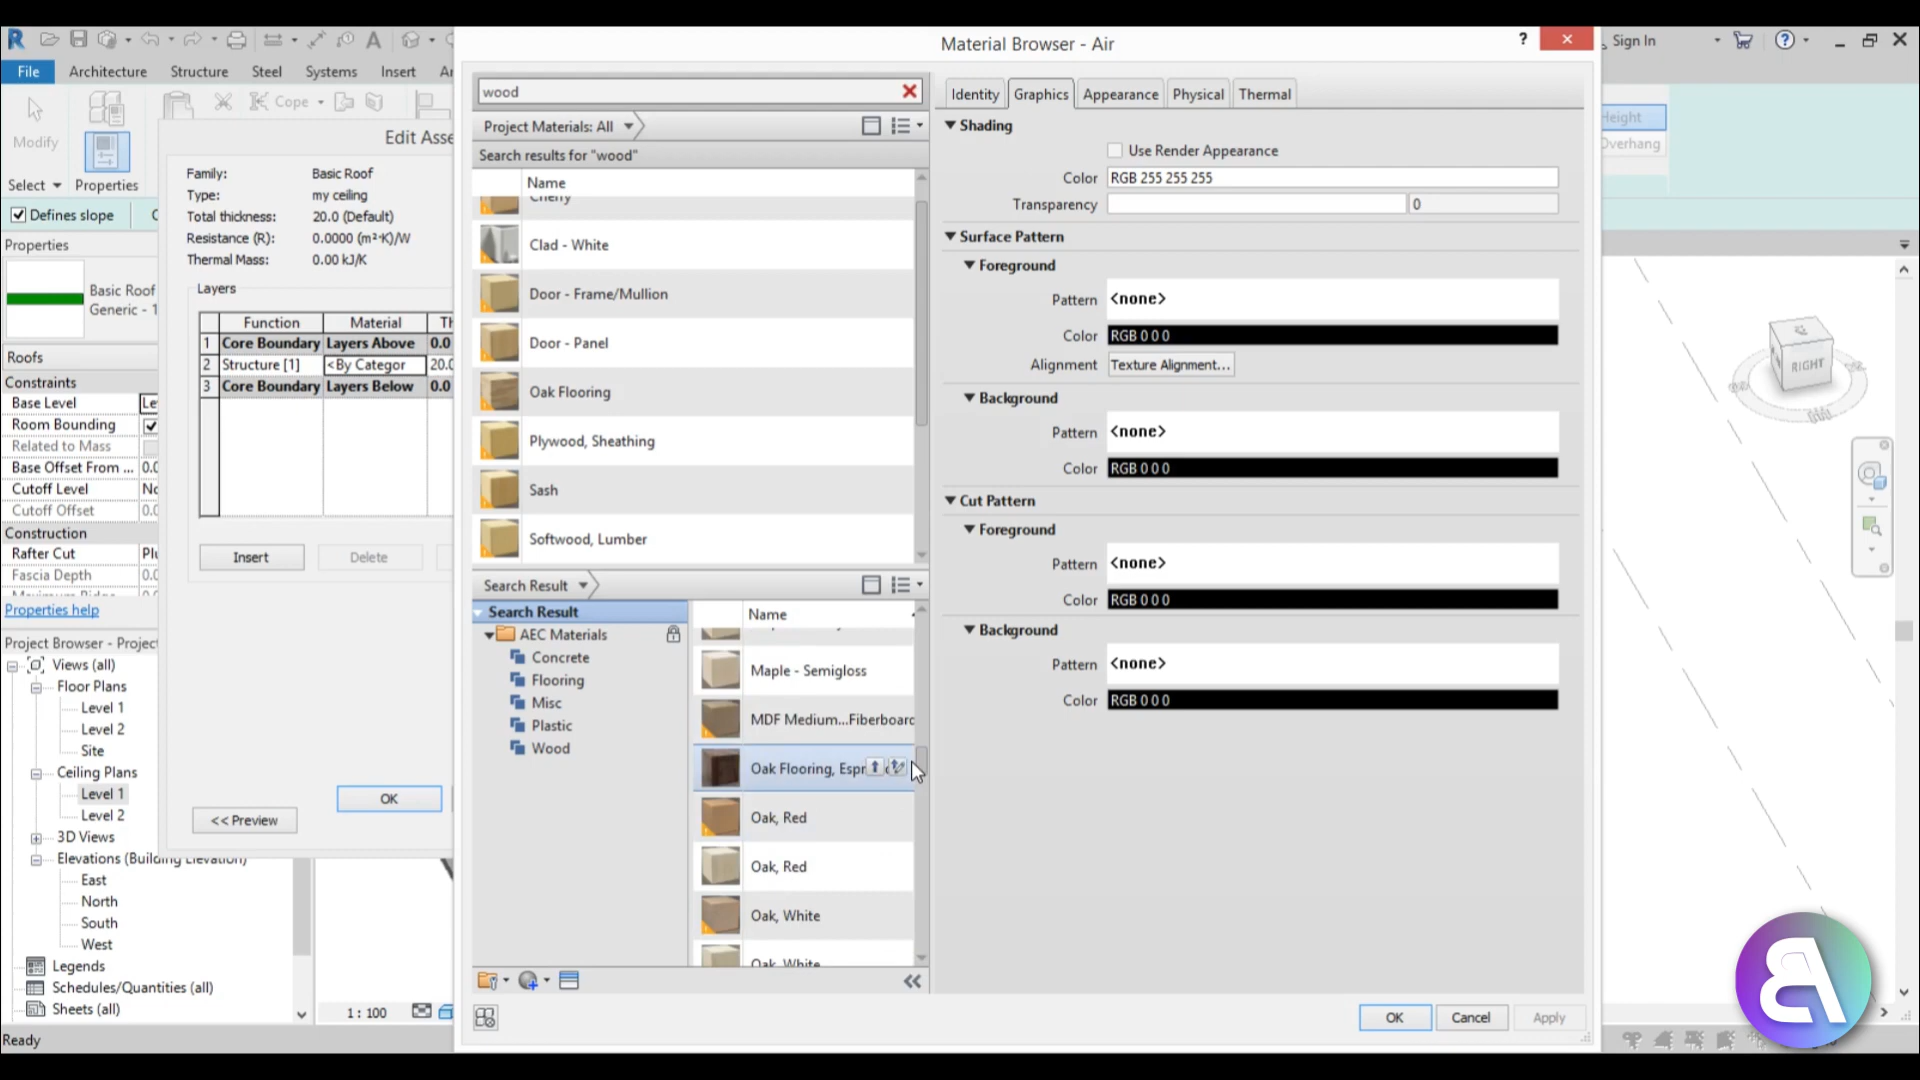 Material Browser - Air
?
Sign In
File
Architecture
Structure
Steel
Systems
Insert
Cope
Modify
Select
Properties
Defines slope
Height
Overhang
Properties
Basic Roof
Generic - 1
Roofs
Constraints
Base Level
Room Bounding
Related to Mass
Base Offset From ... 0.0
Cutoff Level
Cutoff Offset 0.0
Construction
Rafter Cut
Fascia Depth 0.0
Properties help
Project Browser - Project
Views (all)
Floor Plans
Level 1
Level 2
Site
Ceiling Plans
Level 1
Level 2
3D Views
Elevations (Building Elevation)
East
North
South
West
Legends
Schedules/Quantities (all)
Sheets (all)
Ready
1 : 100
Edit Asse
Family: Basic Roof
Type: my ceiling
Total thickness: 20.0 (Default)
Resistance (R): 0.0000 (m²·K)/W
Thermal Mass: 0.00 kJ/K
Layers
Function Material Th
1 Core Boundary Layers Above 0.0
2 Structure [1] <By Categor 20.0
3 Core Boundary Layers Below 0.0
Insert
Delete
OK
<< Preview
wood
Project Materials: All
Search results for "wood"
Name
Cherry
Clad - White
Door - Frame/Mullion
Door - Panel
Oak Flooring
Plywood, Sheathing
Sash
Softwood, Lumber
Search Result
Search Result
AEC Materials
Concrete
Flooring
Misc
Plastic
Wood
Name
Maple - Semigloss
MDF Medium...Fiberboard
Oak Flooring, Espr
Oak, Red
Oak, Red
Oak, White
Oak, White
Identity
Graphics
Appearance
Physical
Thermal
Shading
Use Render Appearance
Color RGB 255 255 255
Transparency 0
Surface Pattern
Foreground
Pattern <none>
Color RGB 0 0 0
Alignment Texture Alignment...
Background
Pattern <none>
Color RGB 0 0 0
Cut Pattern
Foreground
Pattern <none>
Color RGB 0 0 0
Background
Pattern <none>
Color RGB 0 0 0
OK
Cancel
Apply
RIGHT